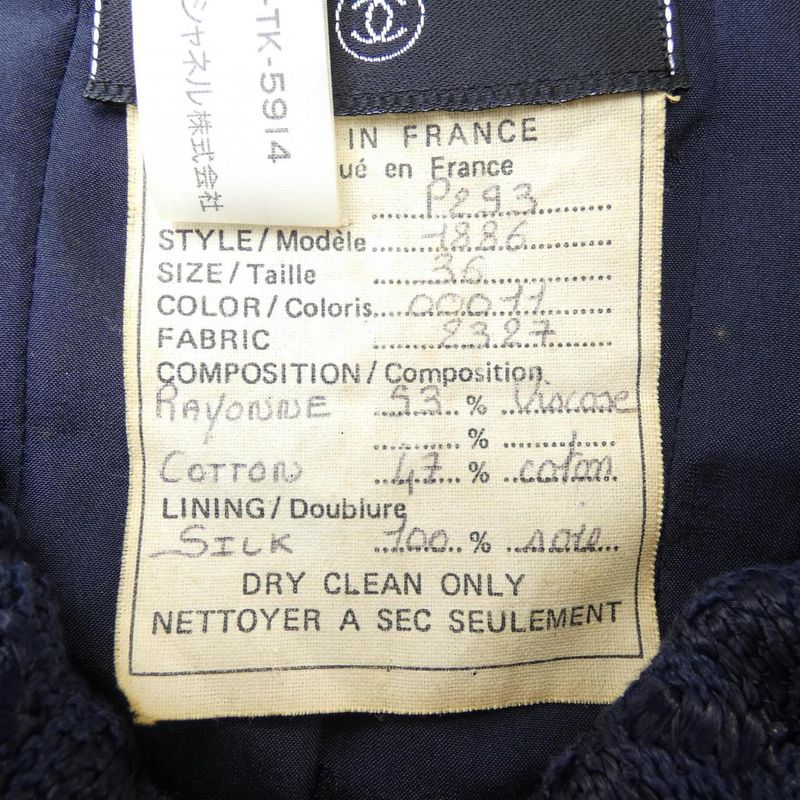 -TK-5914
シャネル株式会社
IN FRANCE
ué en France
P293
STYLE/Modèle 1886
SIZE/Taille 36
COLOR/Coloris 00011
FABRIC 2327
COMPOSITION/Composition
RAYONNE 53 % Viscose
%
COTTON 47 % coton
LINING/Doublure
SILK 100 % soie
DRY CLEAN ONLY
NETTOYER A SEC SEULEMENT